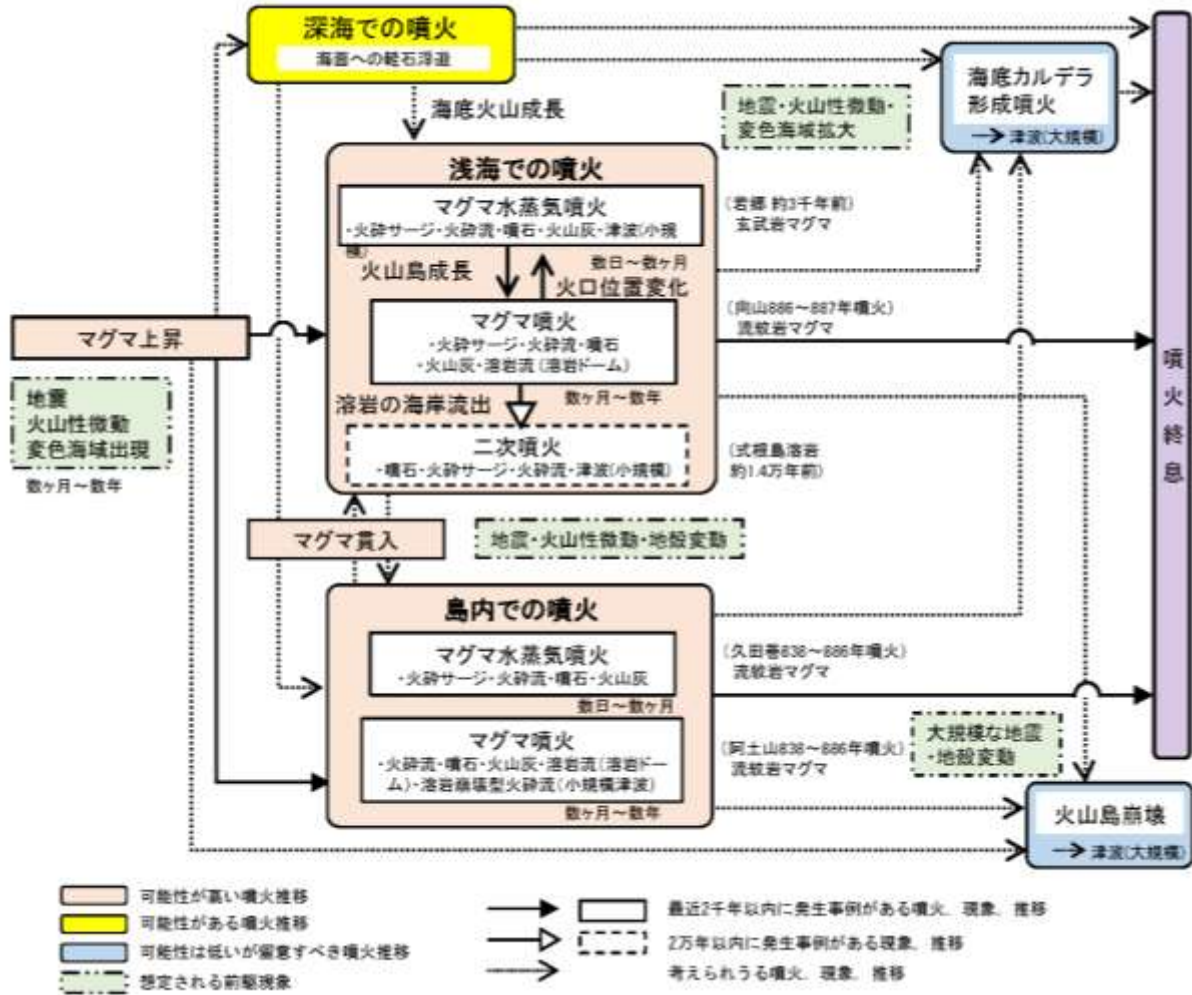 深海での噴火
海面への軽石浮遊
海底火山成長
地震・火山性微動・
変色海域拡大
海底カルデラ
形成噴火
津波(大規模)
浅海での噴火
マグマ水蒸気噴火
・火砕サージ・火砕流・噴石・火山灰・津波(小規
模)
火山島成長
数日～数ヶ月
火口位置変化
マグマ噴火
・火砕サージ・火砕流・噴石
・火山灰・溶岩流(溶岩ドーム)
数ヶ月～数年
溶岩の海岸流出
二次噴火
・噴石・火砕サージ・火砕流・津波(小規模)
(若郷 約3千年前)
玄武岩マグマ
(向山886～887年噴火)
流紋岩マグマ
(式根島溶岩
約1.4万年前)
マグマ上昇
地震
火山性微動
変色海域出現
数ヶ月～数年
マグマ貫入
地震・火山性微動・地殻変動
島内での噴火
マグマ水蒸気噴火
・火砕サージ・火砕流・噴石・火山灰
数日～数ヶ月
マグマ噴火
・火砕流・噴石・火山灰・溶岩流(溶岩ドー
ム)・溶岩崩壊型火砕流(小規模津波)
数ヶ月～数年
(久田巻838～886年噴火)
流紋岩マグマ
(阿土山838～886年噴火)
流紋岩マグマ
大規模な地震
・地殻変動
火山島崩壊
津波(大規模)
噴火終息
可能性が高い噴火推移
可能性がある噴火推移
可能性は低いが留意すべき噴火推移
想定される前駆現象
最近2千年以内に発生事例がある噴火、現象、推移
2万年以内に発生事例がある現象、推移
考えられうる噴火、現象、推移